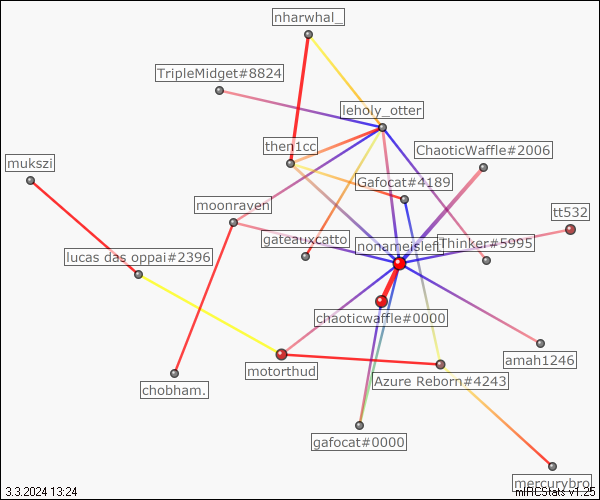 nharwhal_
TripleMidget#8824
leholy_otter
then1cc
ChaoticWaffle#2006
mukszi
Gafocat#4189
moonraven
tt532
gateauxcatto
nonameisleft
Thinker#5995
lucas das oppai#2396
chaoticwaffle#0000
amah1246
motorthud
Azure Reborn#4243
chobham.
gafocat#0000
mercurybro
3.3.2024 13:24
mIRCStats v1.25